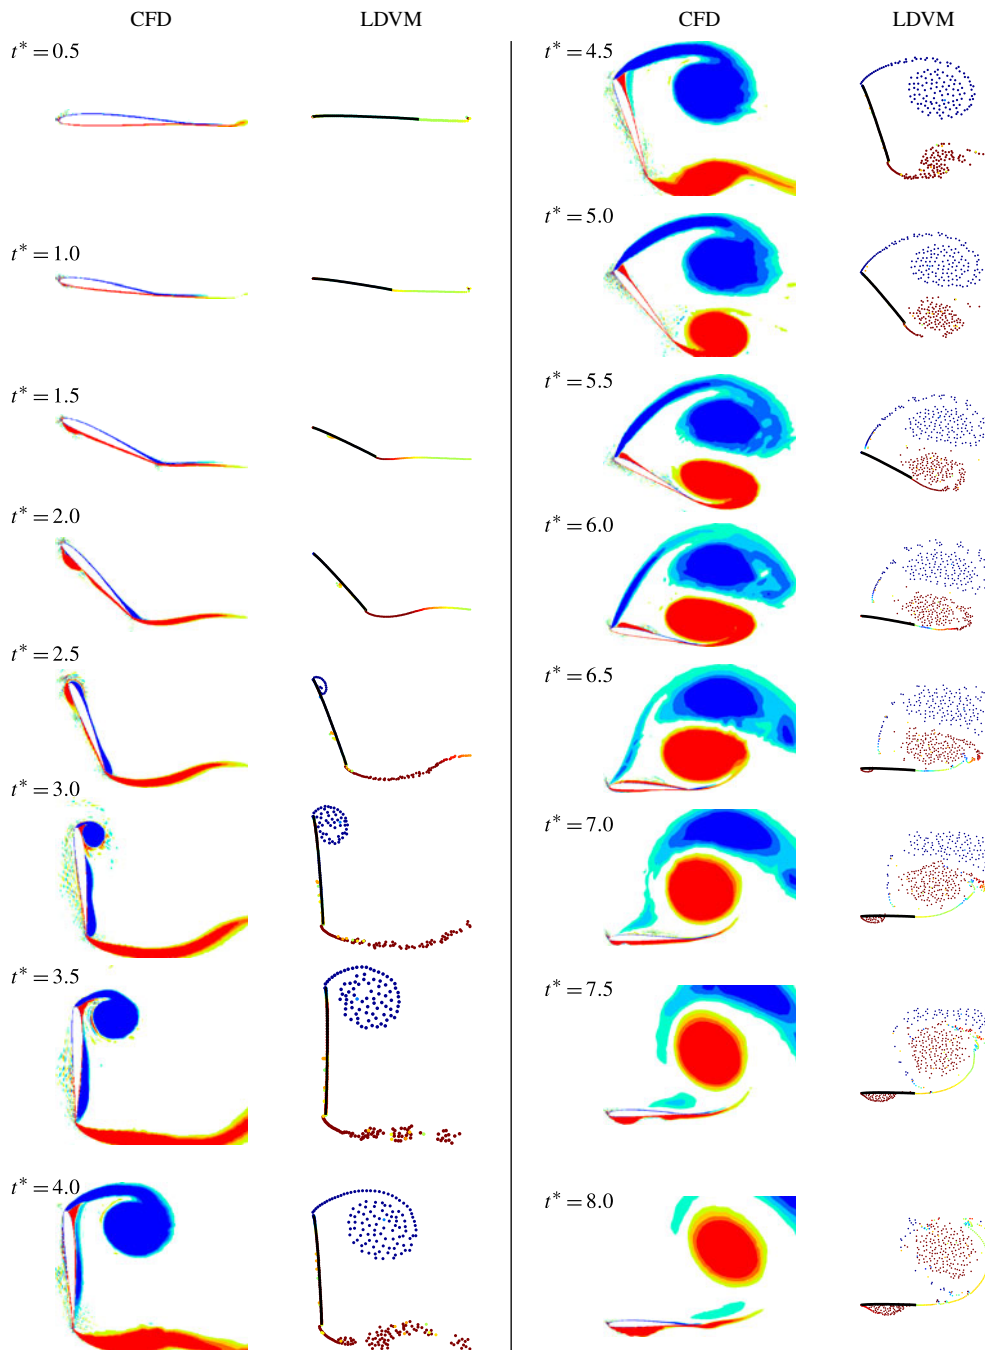 CFD LDVM
t* = 0.5
t* = 1.0
t* = 1.5
t* = 2.0
t* = 2.5
t* = 3.0
t* = 3.5
t* = 4.0
CFD LDVM
t* = 4.5
t* = 5.0
t* = 5.5
t* = 6.0
t* = 6.5
t* = 7.0
t* = 7.5
t* = 8.0